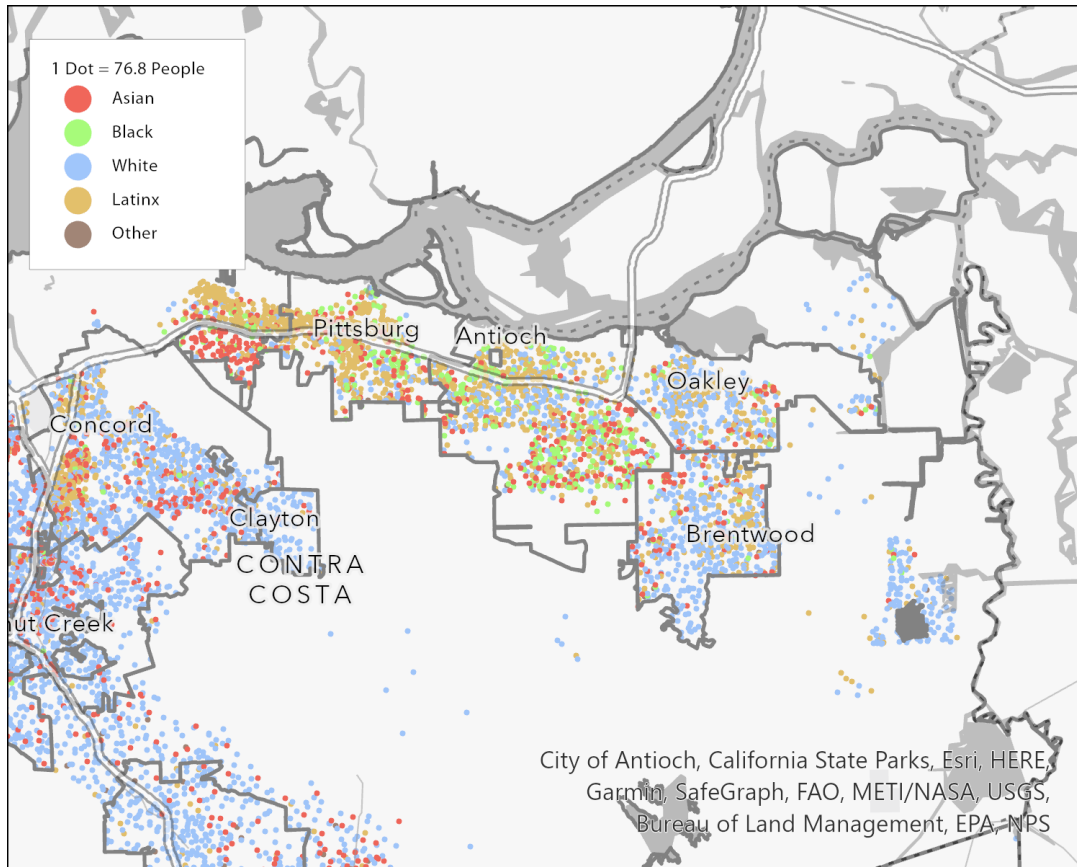 1 Dot = 76.8 People
Asian
Black
White
Latinx
Other
Pittsburg
Antioch
Oakley
Concord
Clayton
Brentwood
CONTRA
COSTA
nut Creek
City of Antioch, California State Parks, Esri, HERE,
Garmin, SafeGraph, FAO, METI/NASA, USGS,
Bureau of Land Management, EPA, NPS